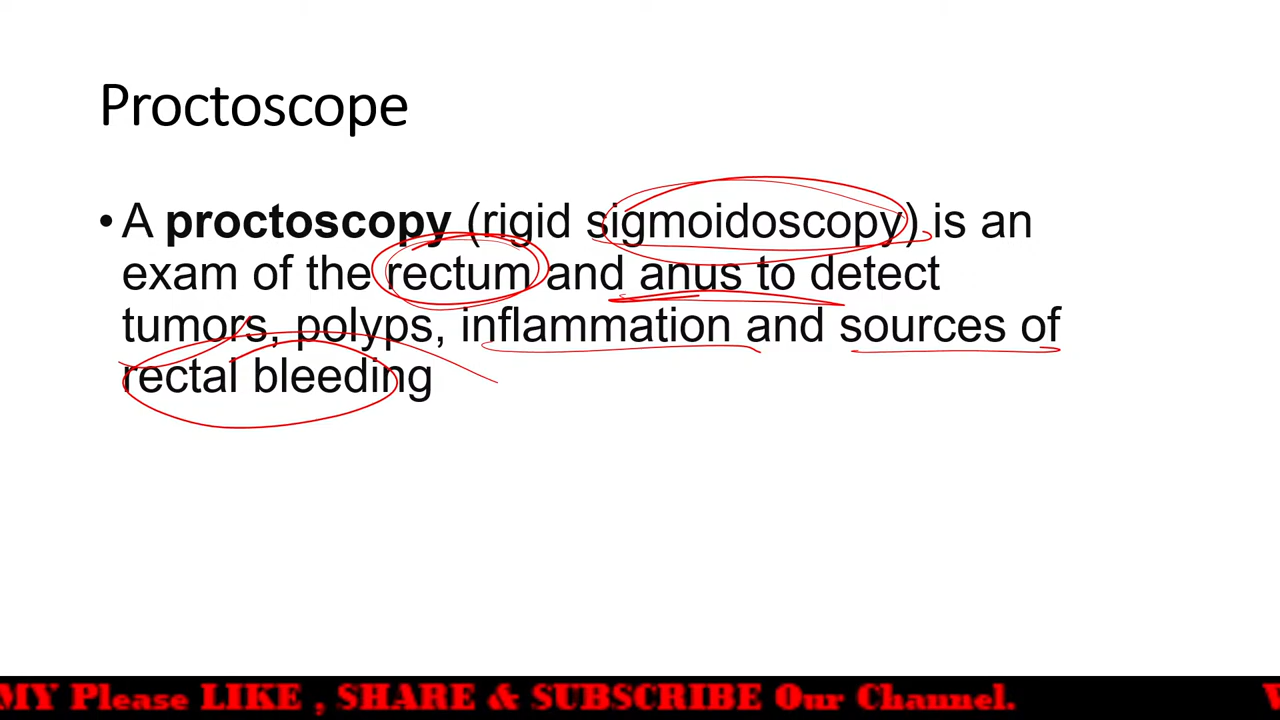 Proctoscope
• A proctoscopy (rigid sigmoidoscopy) is an
exam of the rectum and anus to detect
tumors, polyps, inflammation and sources of
rectal bleeding
MY Please LIKE , SHARE & SUBSCRIBE Our Channel.